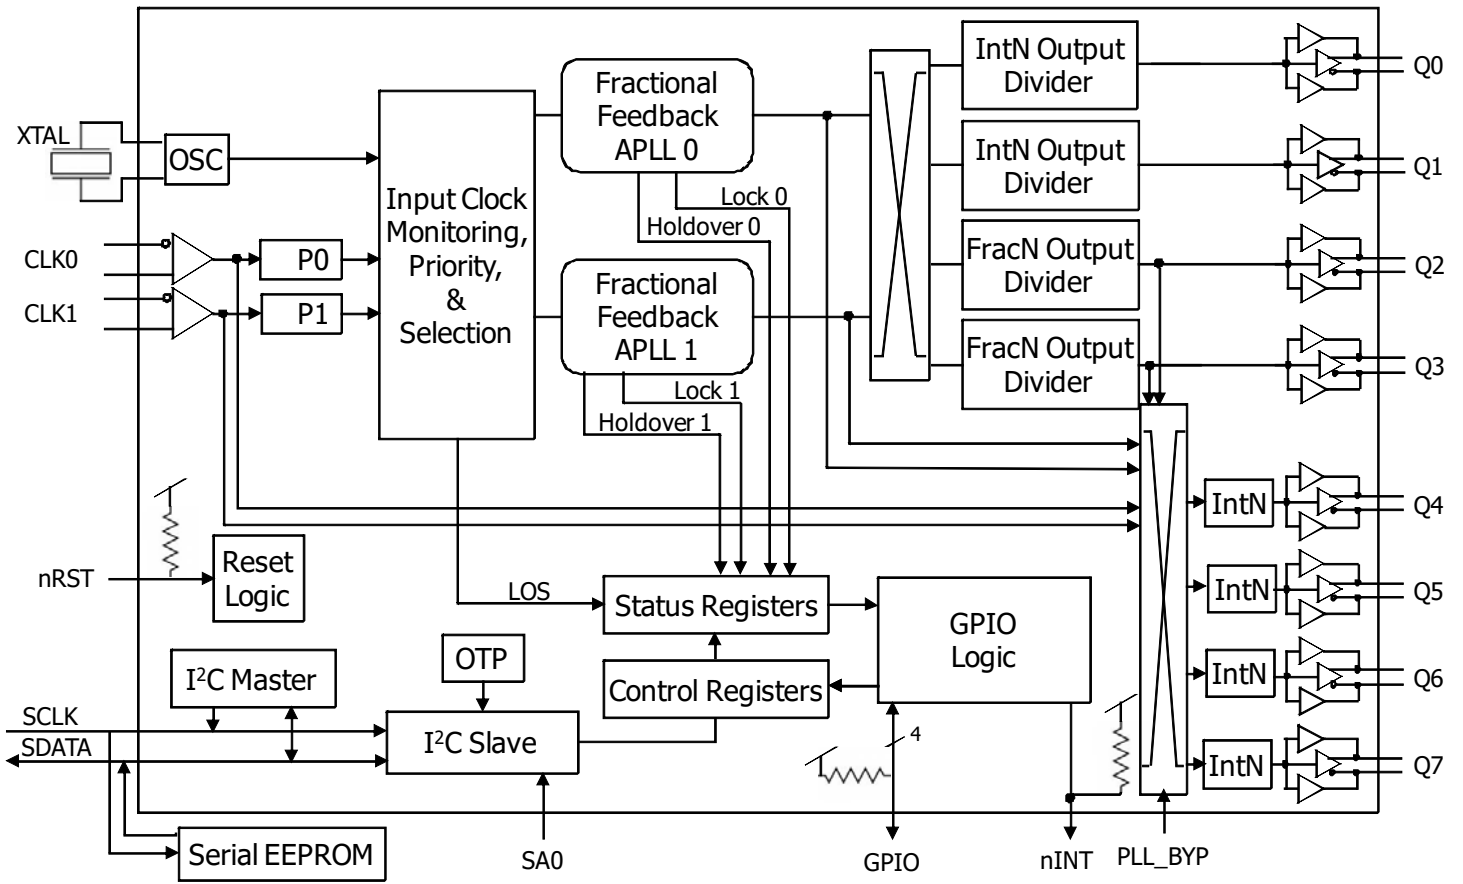 XTAL
OSC
CLK0
CLK1
P0
P1
Input Clock
Monitoring,
Priority,
&
Selection
Fractional
Feedback
APLL 0
Lock 0
Holdover 0
Fractional
Feedback
APLL 1
Lock 1
Holdover 1
IntN Output
Divider
IntN Output
Divider
FracN Output
Divider
FracN Output
Divider
Q0
Q1
Q2
Q3
IntN
Q4
IntN
Q5
IntN
Q6
IntN
Q7
nRST
Reset
Logic
LOS
Status Registers
GPIO
Logic
OTP
Control Registers
I²C Master
SCLK
SDATA
I²C Slave
4
Serial EEPROM
SA0
GPIO
nINT
PLL_BYP